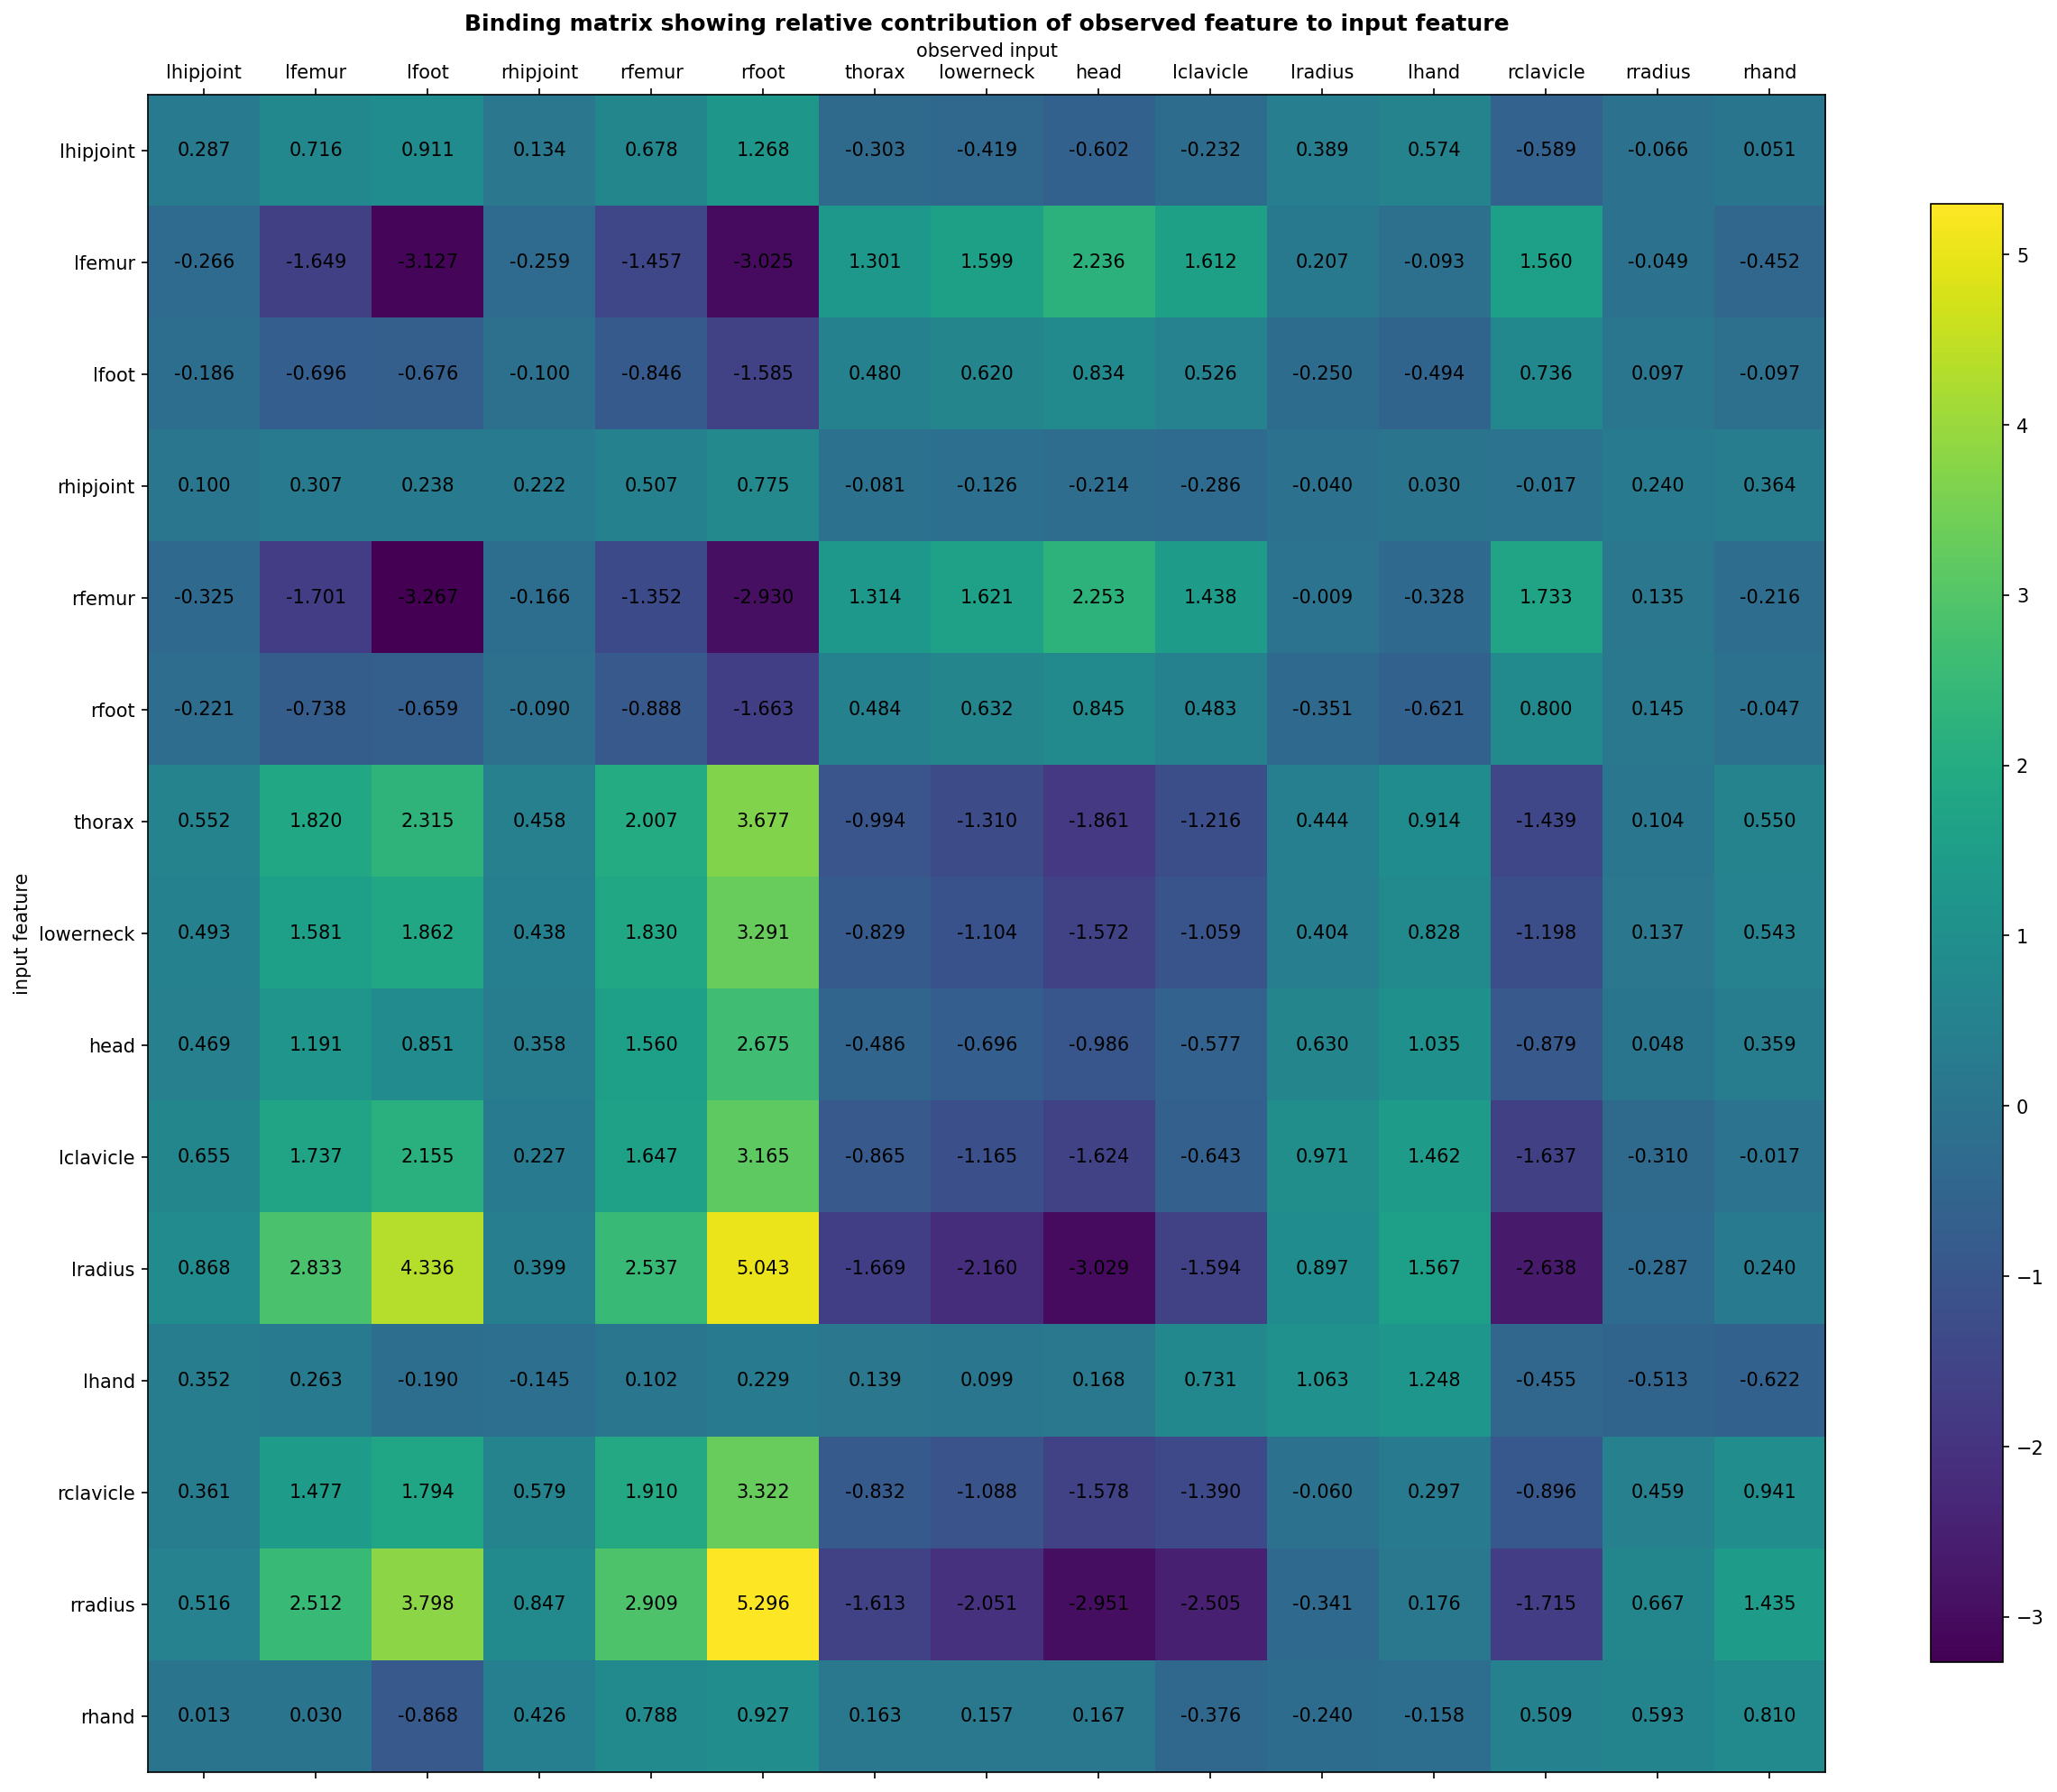 Binding matrix showing relative contribution of observed feature to input feature
observed input
lhipjoint lfemur lfoot rhipjoint rfemur rfoot thorax lowerneck head lclavicle lradius lhand rclavicle rradius rhand
lhipjoint 0.287 0.716 0.911 0.134 0.678 1.268 -0.303 -0.419 -0.602 -0.232 0.389 0.574 -0.589 -0.066 0.051
lfemur -0.266 -1.649 -3.127 -0.259 -1.457 -3.025 1.301 1.599 2.236 1.612 0.207 -0.093 1.560 -0.049 -0.452
lfoot -0.186 -0.696 -0.676 -0.100 -0.846 -1.585 0.480 0.620 0.834 0.526 -0.250 -0.494 0.736 0.097 -0.097
rhipjoint 0.100 0.307 0.238 0.222 0.507 0.775 -0.081 -0.126 -0.214 -0.286 -0.040 0.030 -0.017 0.240 0.364
rfemur -0.325 -1.701 -3.267 -0.166 -1.352 -2.930 1.314 1.621 2.253 1.438 -0.009 -0.328 1.733 0.135 -0.216
rfoot -0.221 -0.738 -0.659 -0.090 -0.888 -1.663 0.484 0.632 0.845 0.483 -0.351 -0.621 0.800 0.145 -0.047
thorax 0.552 1.820 2.315 0.458 2.007 3.677 -0.994 -1.310 -1.861 -1.216 0.444 0.914 -1.439 0.104 0.550
lowerneck 0.493 1.581 1.862 0.438 1.830 3.291 -0.829 -1.104 -1.572 -1.059 0.404 0.828 -1.198 0.137 0.543
head 0.469 1.191 0.851 0.358 1.560 2.675 -0.486 -0.696 -0.986 -0.577 0.630 1.035 -0.879 0.048 0.359
lclavicle 0.655 1.737 2.155 0.227 1.647 3.165 -0.865 -1.165 -1.624 -0.643 0.971 1.462 -1.637 -0.310 -0.017
lradius 0.868 2.833 4.336 0.399 2.537 5.043 -1.669 -2.160 -3.029 -1.594 0.897 1.567 -2.638 -0.287 0.240
lhand 0.352 0.263 -0.190 -0.145 0.102 0.229 0.139 0.099 0.168 0.731 1.063 1.248 -0.455 -0.513 -0.622
rclavicle 0.361 1.477 1.794 0.579 1.910 3.322 -0.832 -1.088 -1.578 -1.390 -0.060 0.297 -0.896 0.459 0.941
rradius 0.516 2.512 3.798 0.847 2.909 5.296 -1.613 -2.051 -2.951 -2.505 -0.341 0.176 -1.715 0.667 1.435
rhand 0.013 0.030 -0.868 0.426 0.788 0.927 0.163 0.157 0.167 -0.376 -0.240 -0.158 0.509 0.593 0.810
input feature
5
4
3
2
1
0
−1
−2
−3